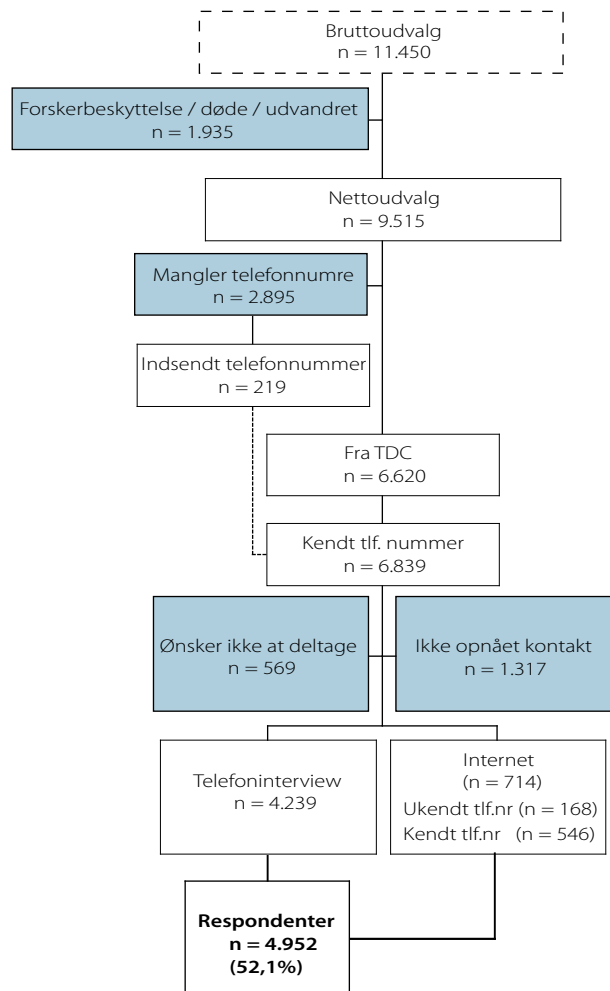 Bruttoudvalg
n = 11.450
Forskerbeskyttelse / døde / udvandret
n = 1.935
Nettoudvalg
n = 9.515
Mangler telefonnumre
n = 2.895
Indsendt telefonnummer
n = 219
Fra TDC
n = 6.620
Kendt tlf. nummer
n = 6.839
Ønsker ikke at deltage
n = 569
Ikke opnået kontakt
n = 1.317
Telefoninterview
n = 4.239
Internet
(n = 714)
Ukendt tlf.nr (n = 168)
Kendt tlf.nr (n = 546)
Respondenter
n = 4.952
(52,1%)